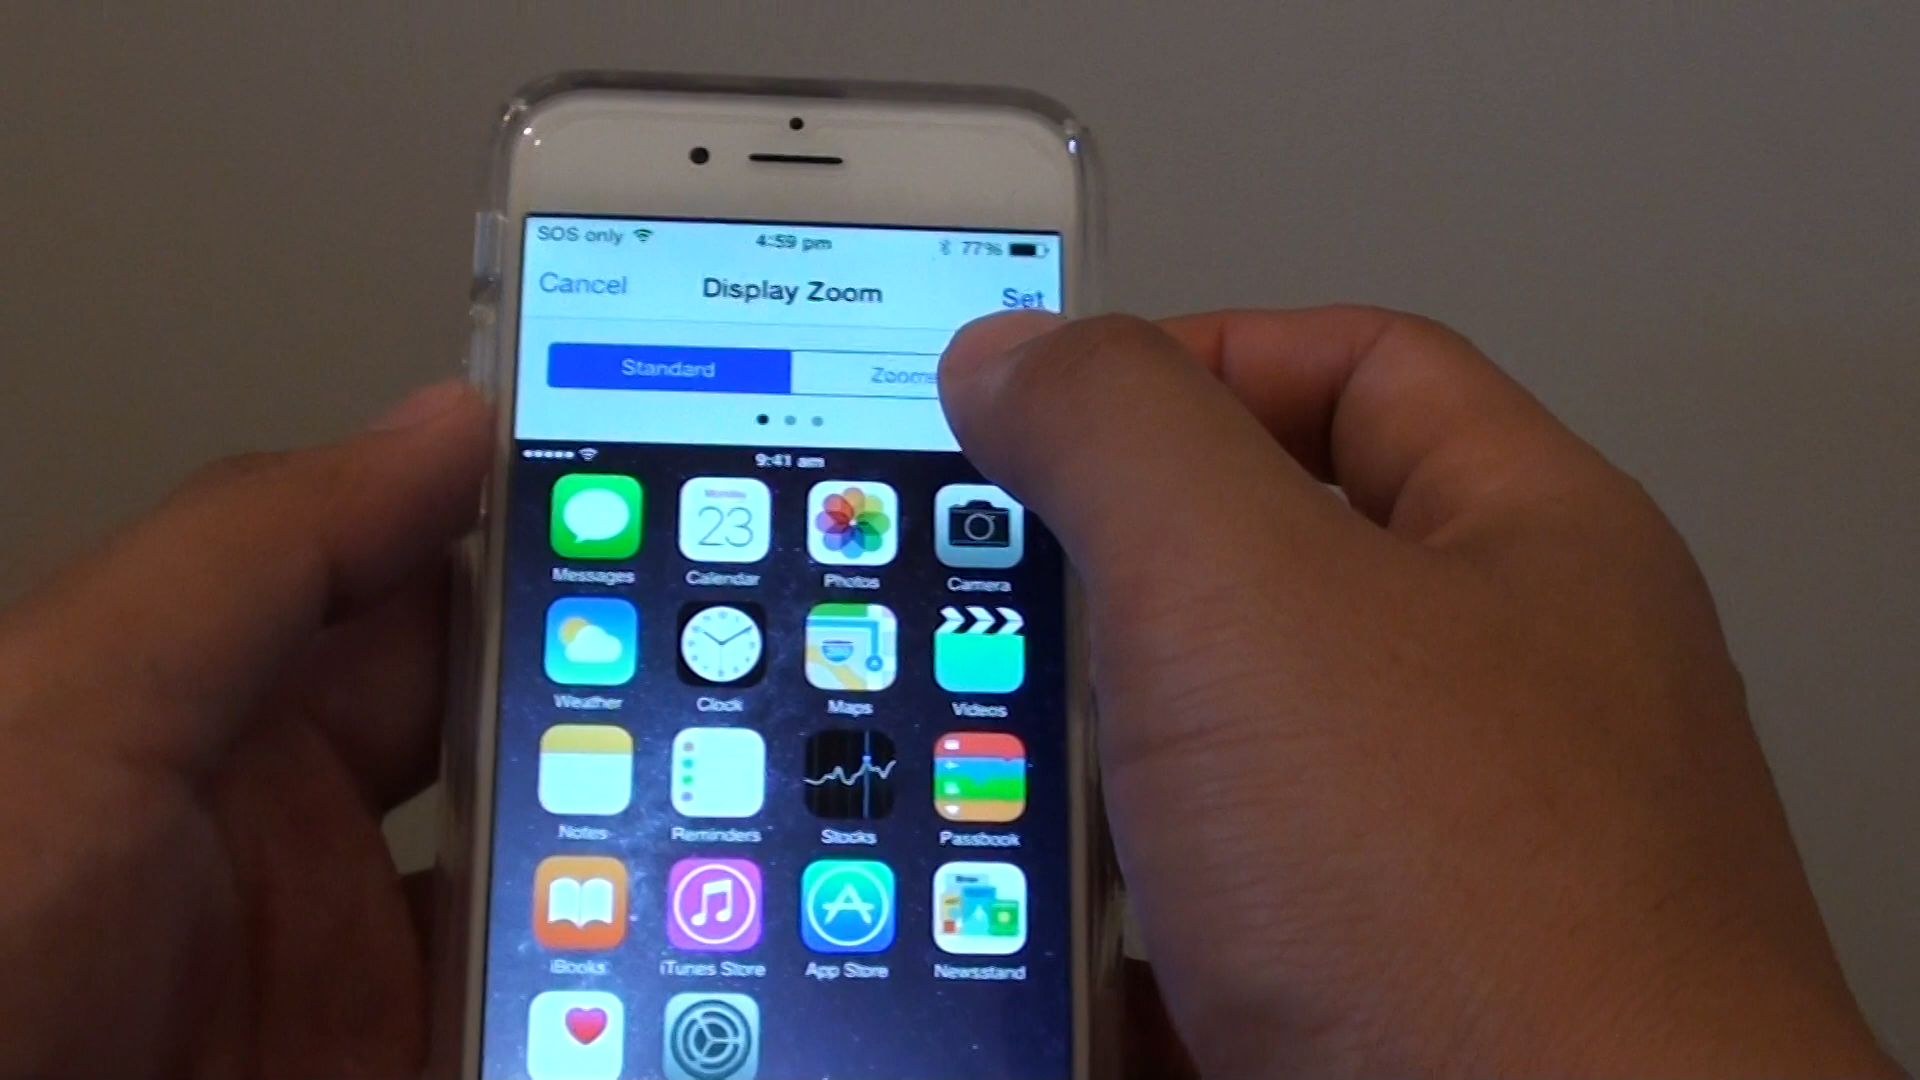 SOS only 4:59 pm 77%
Cancel Display Zoom Set
Standard Zoome
9:41 am
Monday
23
Messages Calendar Photos Camera
Weather Clock Maps Videos
Notes Reminders Stocks Passbook
iBooks iTunes Store App Store Newsstand